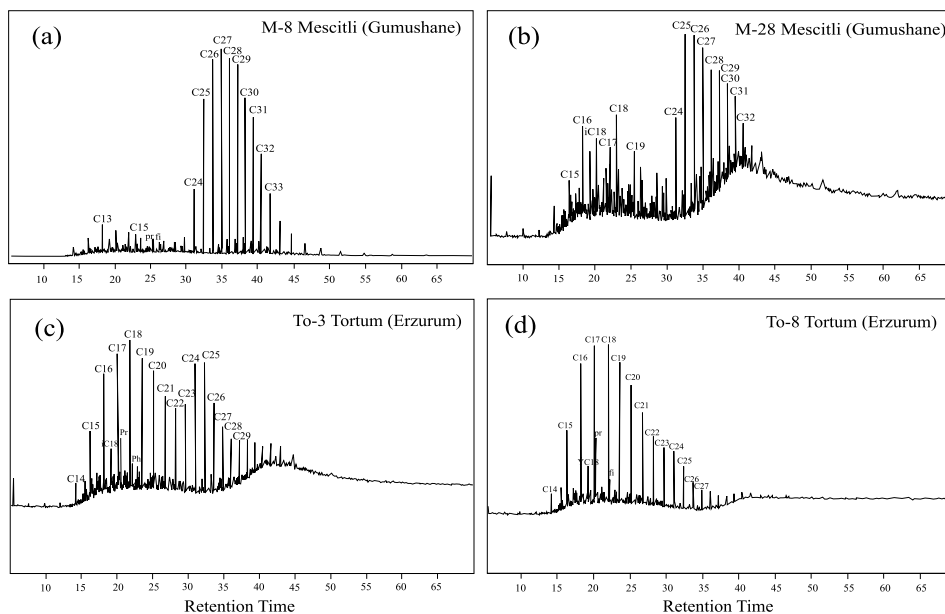 (a)
M-8 Mescitli (Gumushane)
C27
C26
C28
C29
C25
C30
C31
C32
C24
C33
C13
C15
pr
fi
10 15 20 25 30 35 40 45 50 55 60 65
(b)
M-28 Mescitli (Gumushane)
C25
C26
C27
C28
C29
C30
C31
C32
C24
C16
C18
iC18
C17
C19
C15
10 15 20 25 30 35 40 45 50 55 60 65
(c)
To-3 Tortum (Erzurum)
C18
C17
C19
C16
C20
C24
C25
C21
C23
C22
C26
C15
Pr
C27
C28
C29
iC18
Ph
C14
10 15 20 25 30 35 40 45 50 55 60 65
Retention Time
(d)
To-8 Tortum (Erzurum)
C17
C18
C16
C19
C20
C21
C15
pr
C22
C23
C24
C25
C18
fi
C26
C27
C14
10 15 20 25 30 35 40 45 50 55 60 65
Retention Time